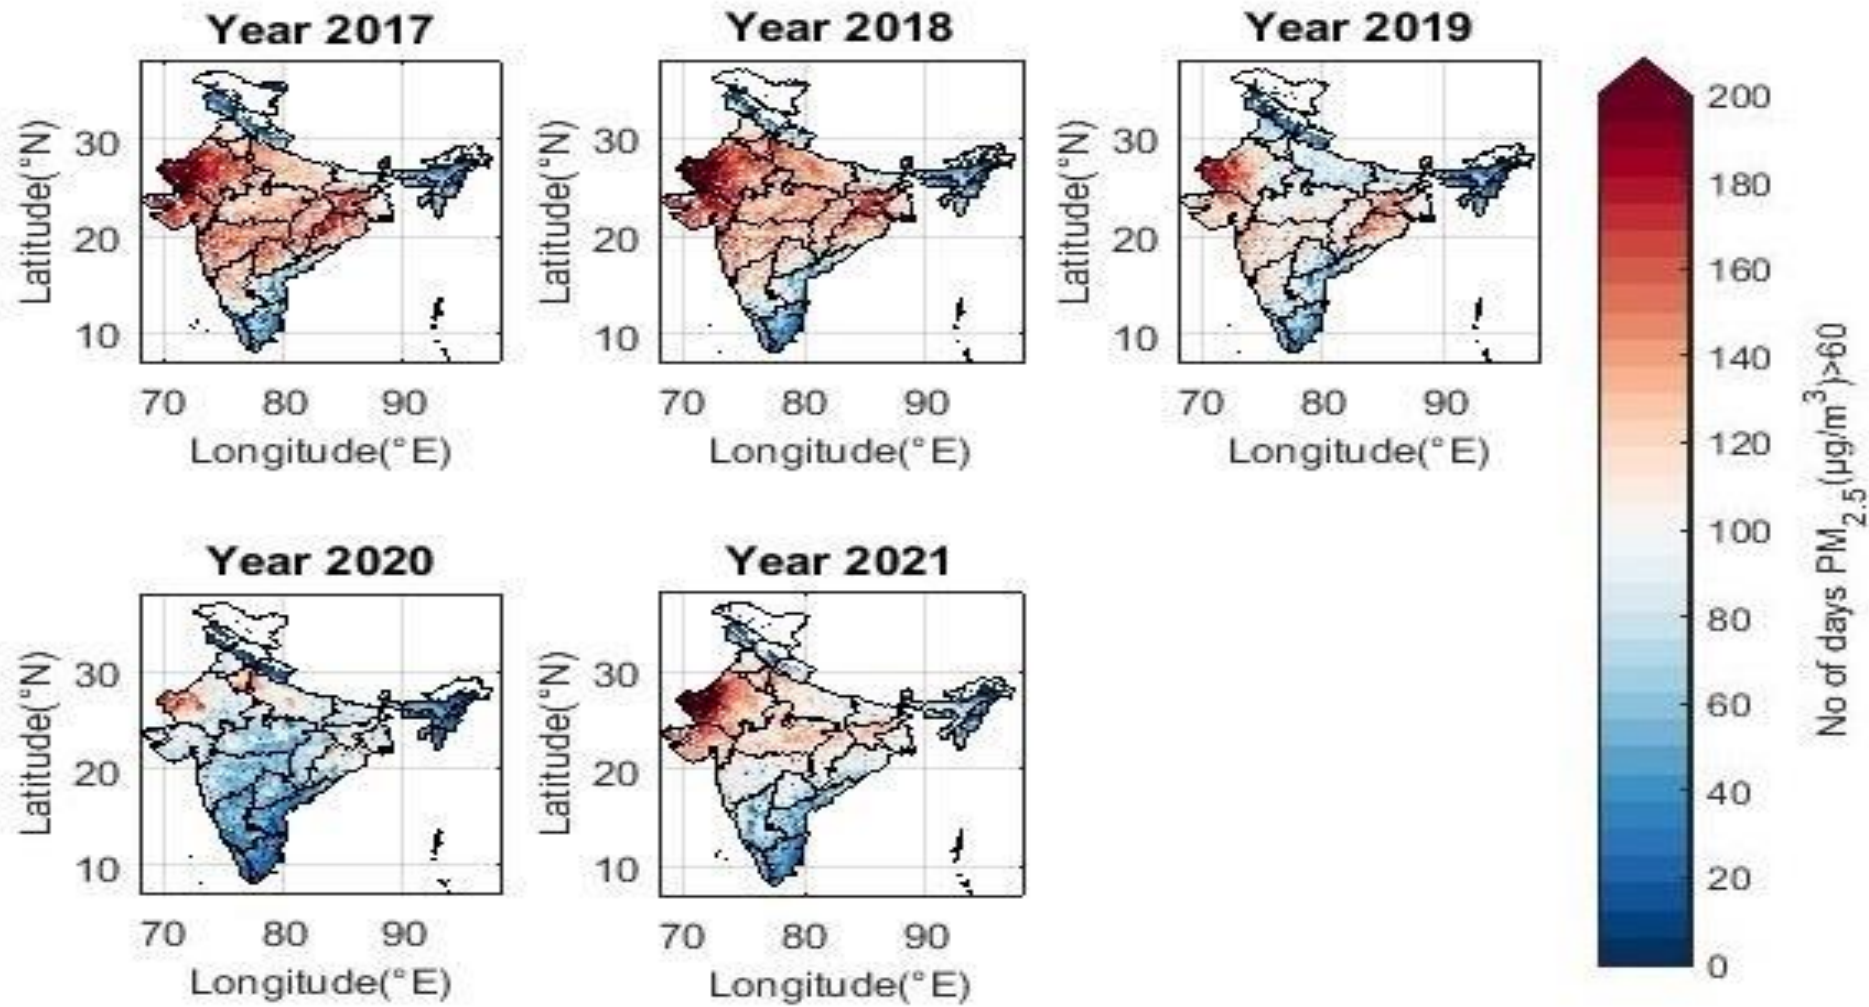 Year 2017
Year 2018
Year 2019
Latitude(°N)
30
20
10
70 80 90
Longitude(°E)
Latitude(°N)
30
20
10
70 80 90
Longitude(°E)
Latitude(°N)
30
20
10
70 80 90
Longitude(°E)
Year 2020
Year 2021
Latitude(°N)
30
20
10
70 80 90
Longitude(°E)
Latitude(°N)
30
20
10
70 80 90
Longitude(°E)
200
180
160
140
120
100
80
60
40
20
0
No of days PM2.5(µg/m3)>60